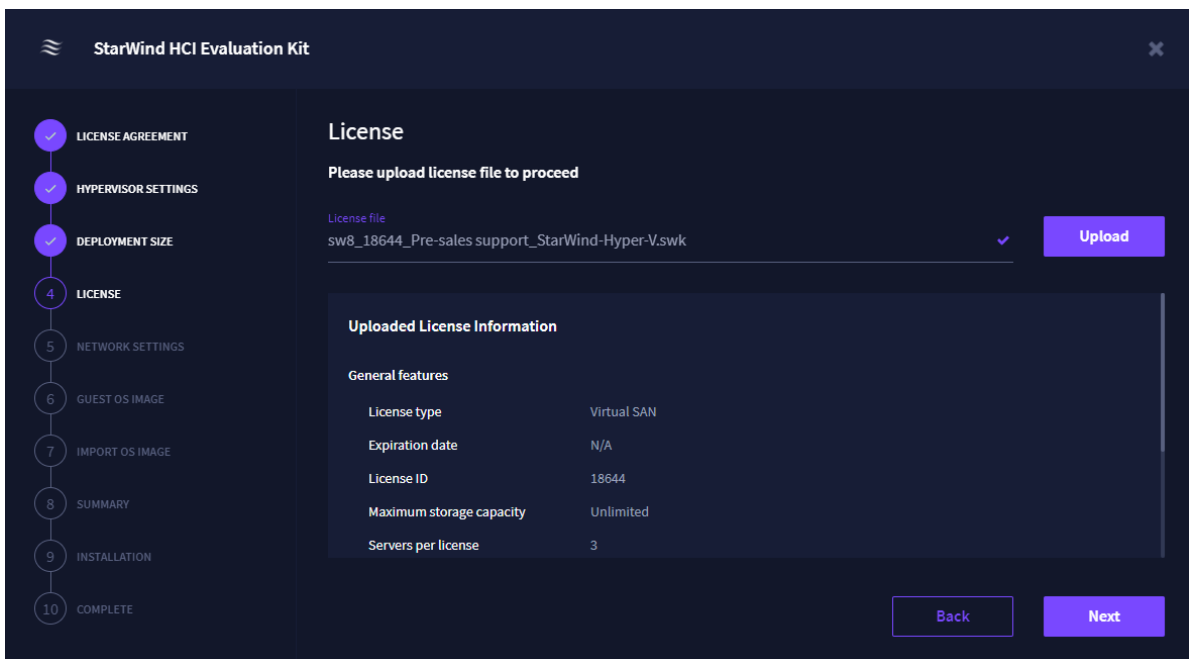 StarWind HCI Evaluation Kit
LICENSE AGREEMENT
HYPERVISOR SETTINGS
DEPLOYMENT SIZE
4 LICENSE
5 NETWORK SETTINGS
6 GUEST OS IMAGE
7 IMPORT OS IMAGE
8 SUMMARY
9 INSTALLATION
10 COMPLETE
License
Please upload license file to proceed
License file
sw8_18644_Pre-sales support_StarWind-Hyper-V.swk
Upload
Uploaded License Information
General features
License type Virtual SAN
Expiration date N/A
License ID 18644
Maximum storage capacity Unlimited
Servers per license 3
Back Next